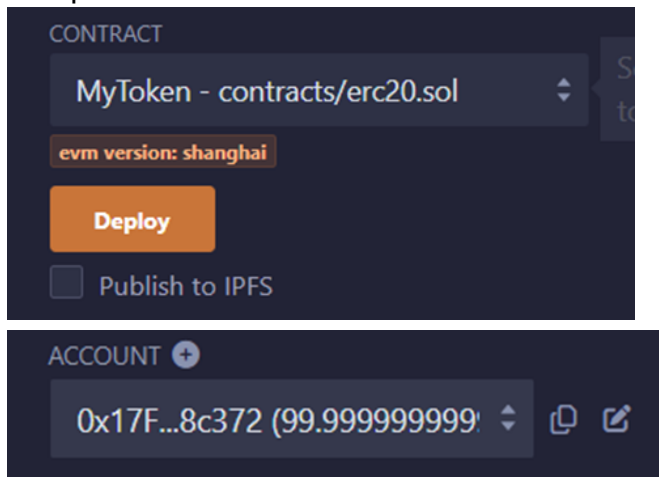 CONTRACT
MyToken - contracts/erc20.sol
evm version: shanghai
Deploy
Publish to IPFS
ACCOUNT
0x17F...8c372 (99.999999999